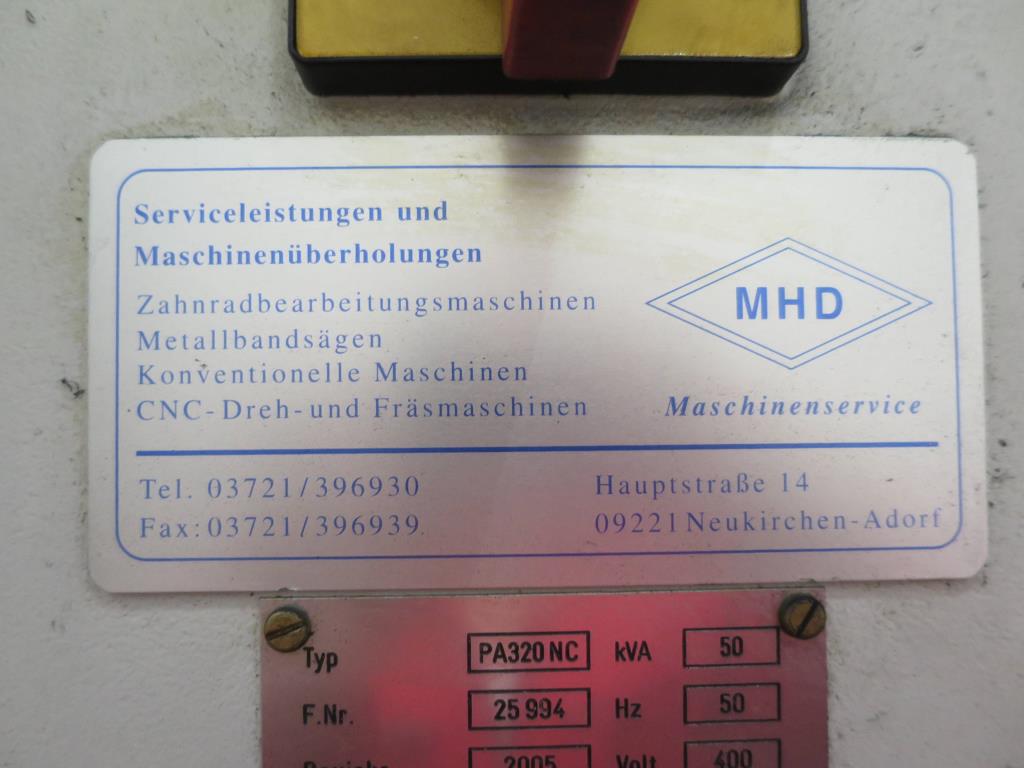 Serviceleistungen und
Maschinenüberholungen
Zahnradbearbeitungsmaschinen
Metallbandsägen
Konventionelle Maschinen
CNC-Dreh-und Fräsmaschinen
MHD
Maschinenservice
Tel. 03721/396930
Fax:03721/396939
Hauptstraße 14
09221 Neukirchen-Adorf
Typ PA320 NC kVA 50
F.Nr. 25 994 Hz 50
2005 Volt 400